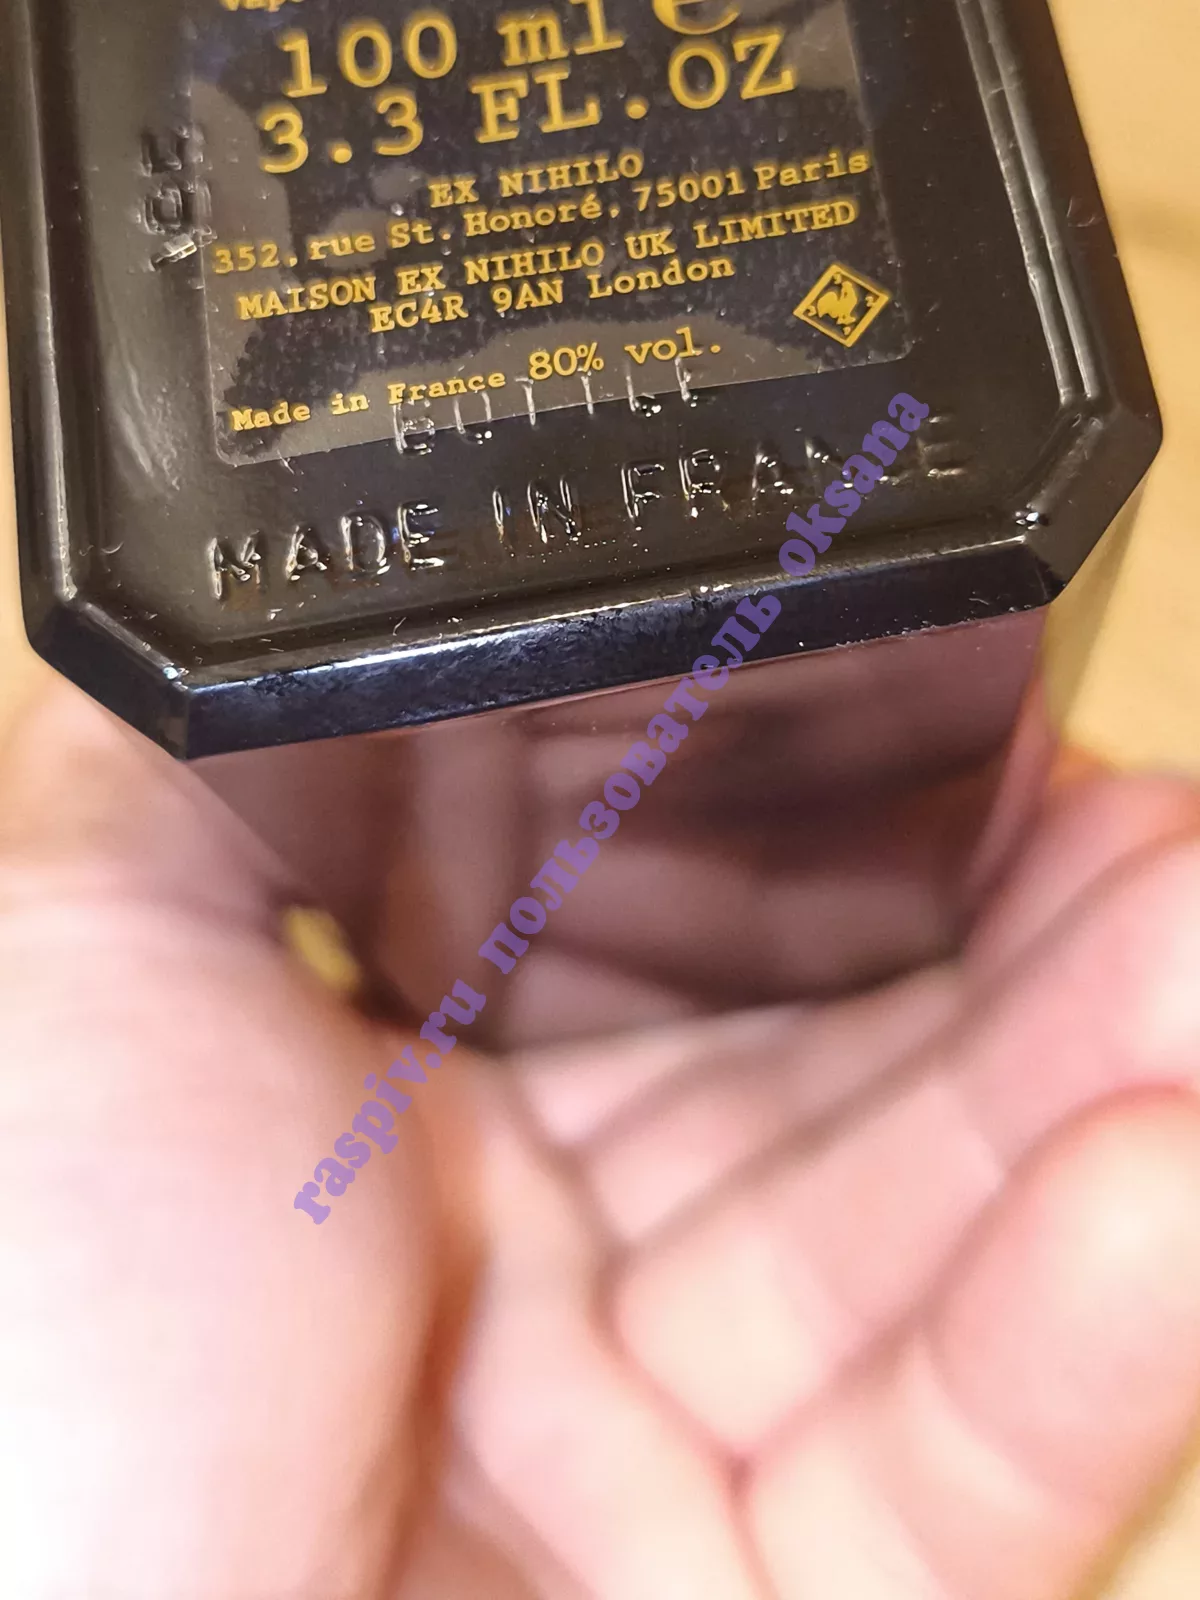 100 ml e
3.3 FL.OZ
EX NIHILO
352, rue St. Honoré, 75001 Paris
MAISON EX NIHILO UK LIMITED
EC4R 9AN London
Made in France 80% vol.
MADE IN FRANCE
raspiv.ru пользователь oksana